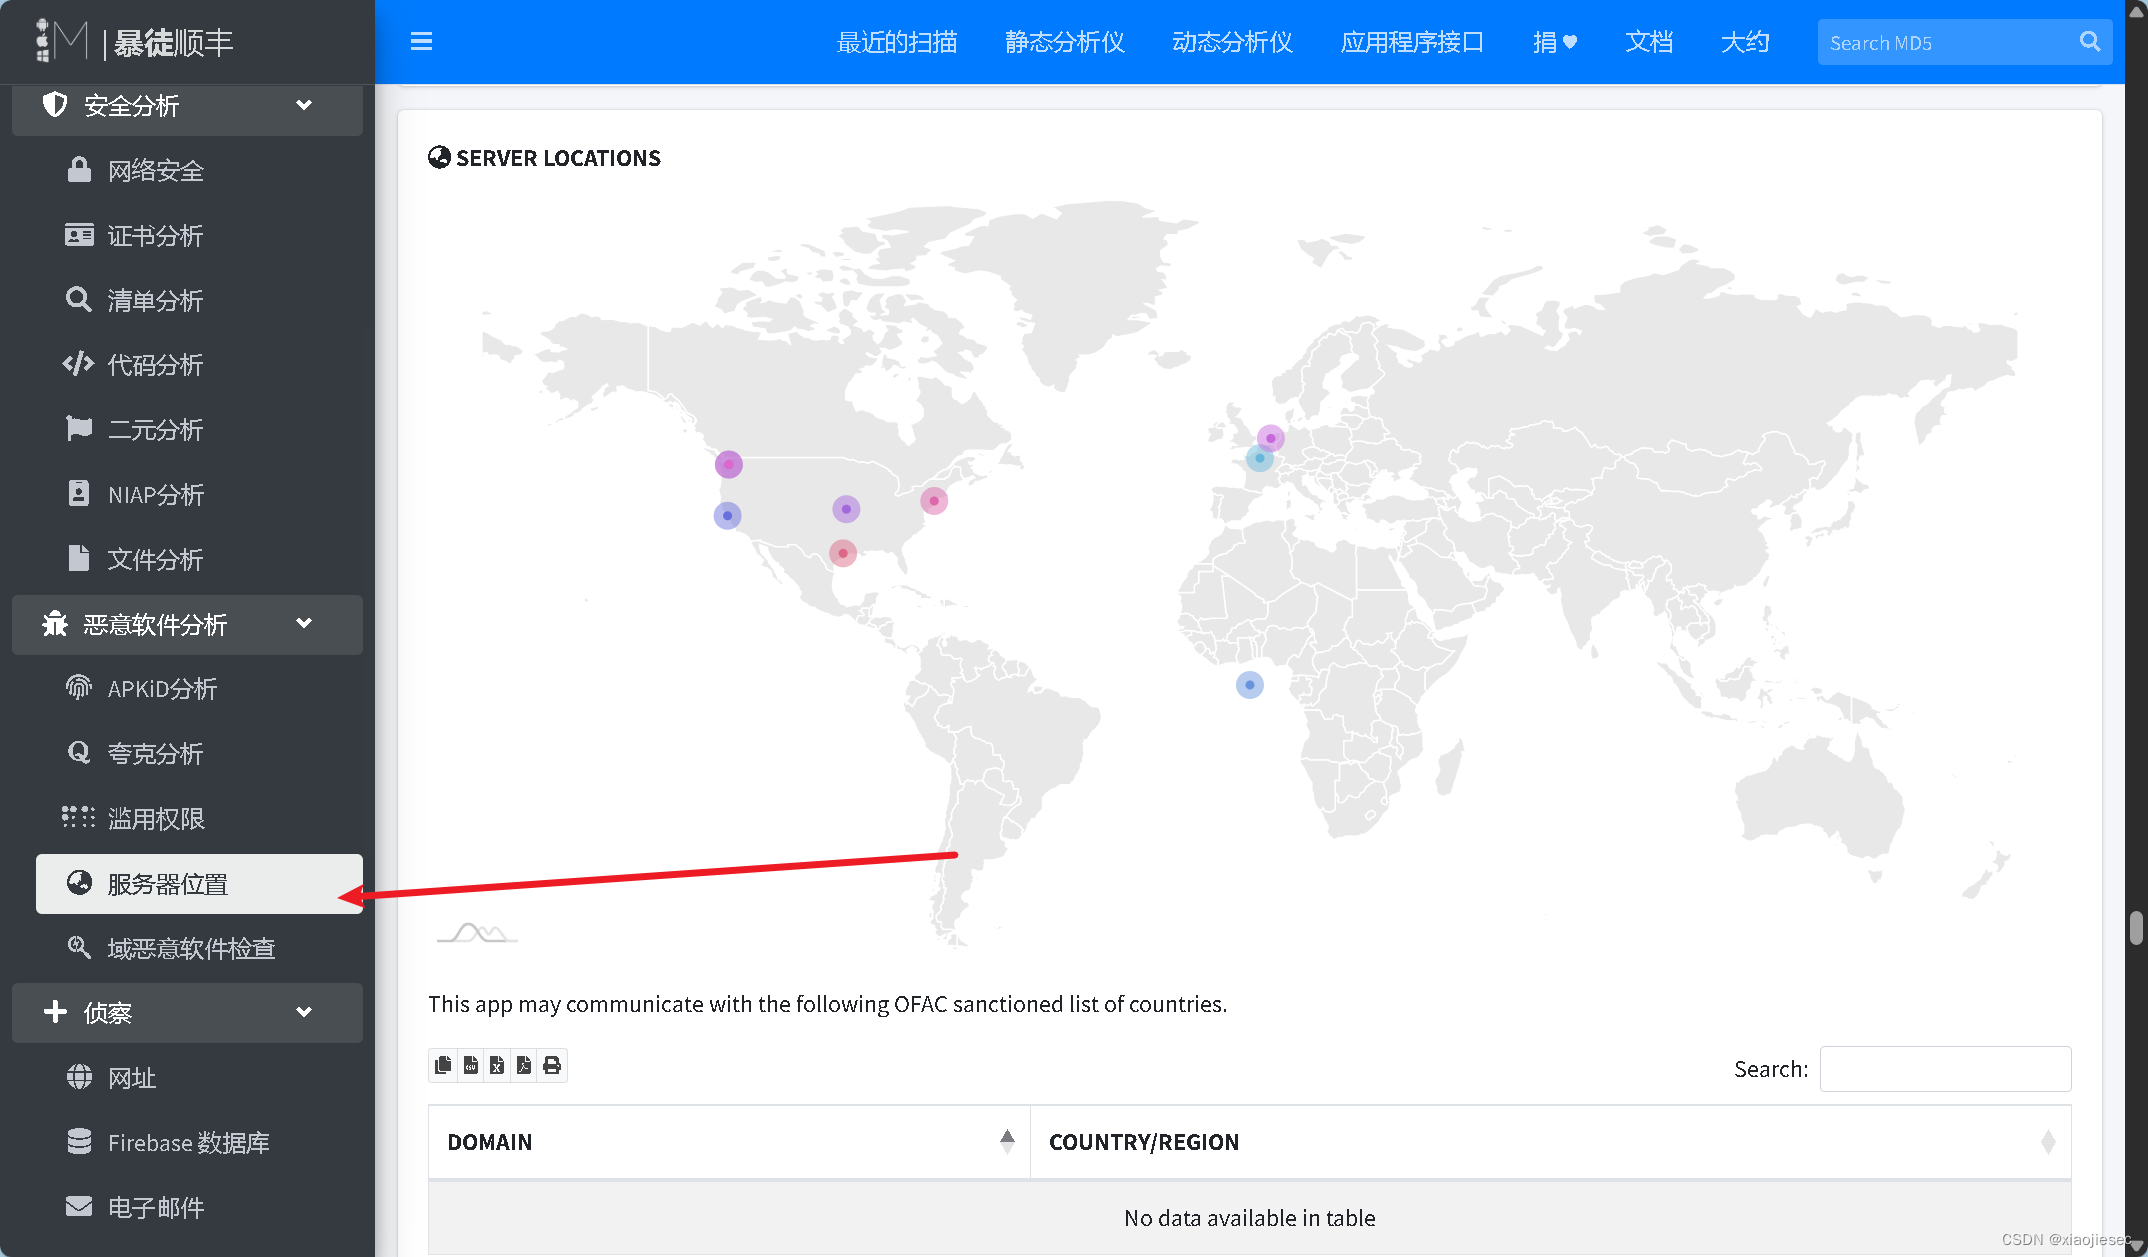 暴徒顺丰
最近的扫描
静态分析仪
动态分析仪
应用程序接口
捐
文档
大约
Search MD5
安全分析
网络安全
证书分析
清单分析
代码分析
二元分析
NIAP分析
文件分析
恶意软件分析
APKiD分析
夸克分析
滥用权限
服务器位置
域恶意软件检查
侦察
网址
Firebase 数据库
电子邮件
SERVER LOCATIONS
This app may communicate with the following OFAC sanctioned list of countries.
Search:
DOMAIN
COUNTRY/REGION
No data available in table
CSDN @xiaojiesec